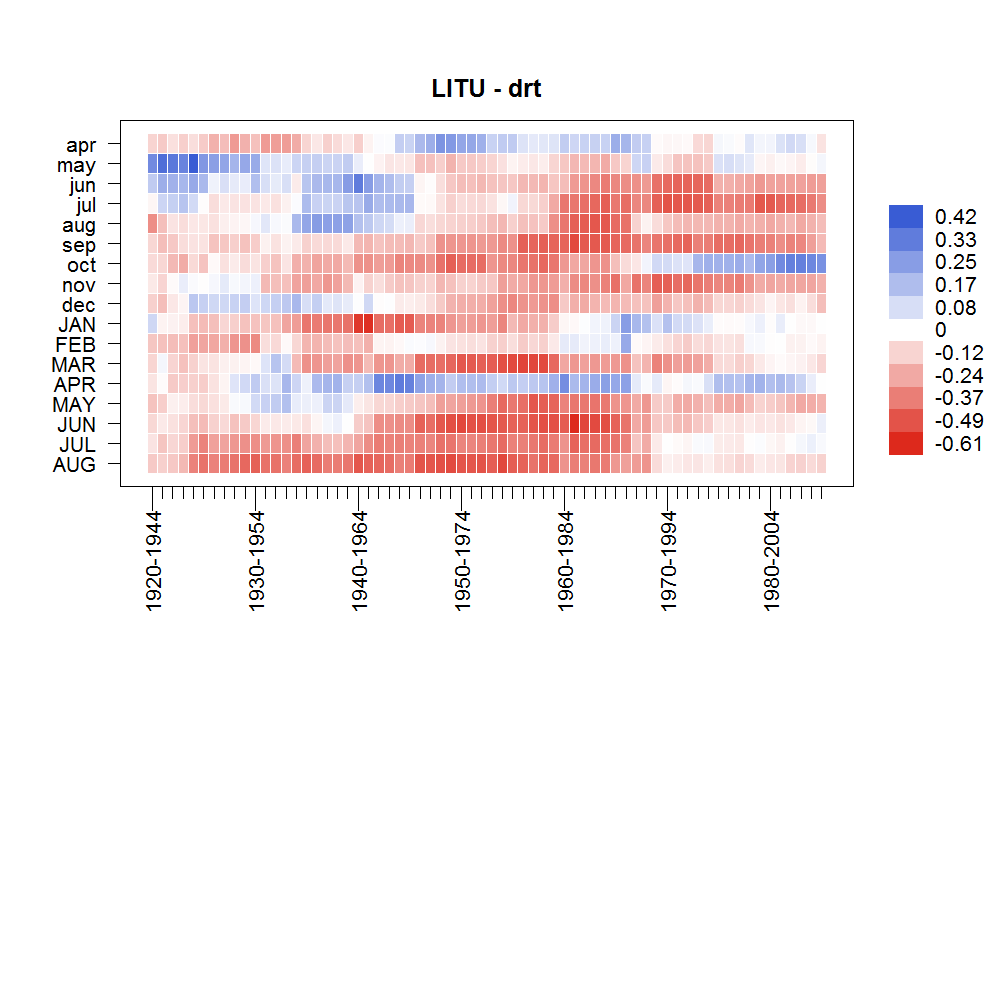 LITU - drt
apr
may
jun
jul
aug
sep
oct
nov
dec
JAN
FEB
MAR
APR
MAY
JUN
JUL
AUG
0.42
0.33
0.25
0.17
0.08
0
-0.12
-0.24
-0.37
-0.49
-0.61
1920-1944
1930-1954
1940-1964
1950-1974
1960-1984
1970-1994
1980-2004